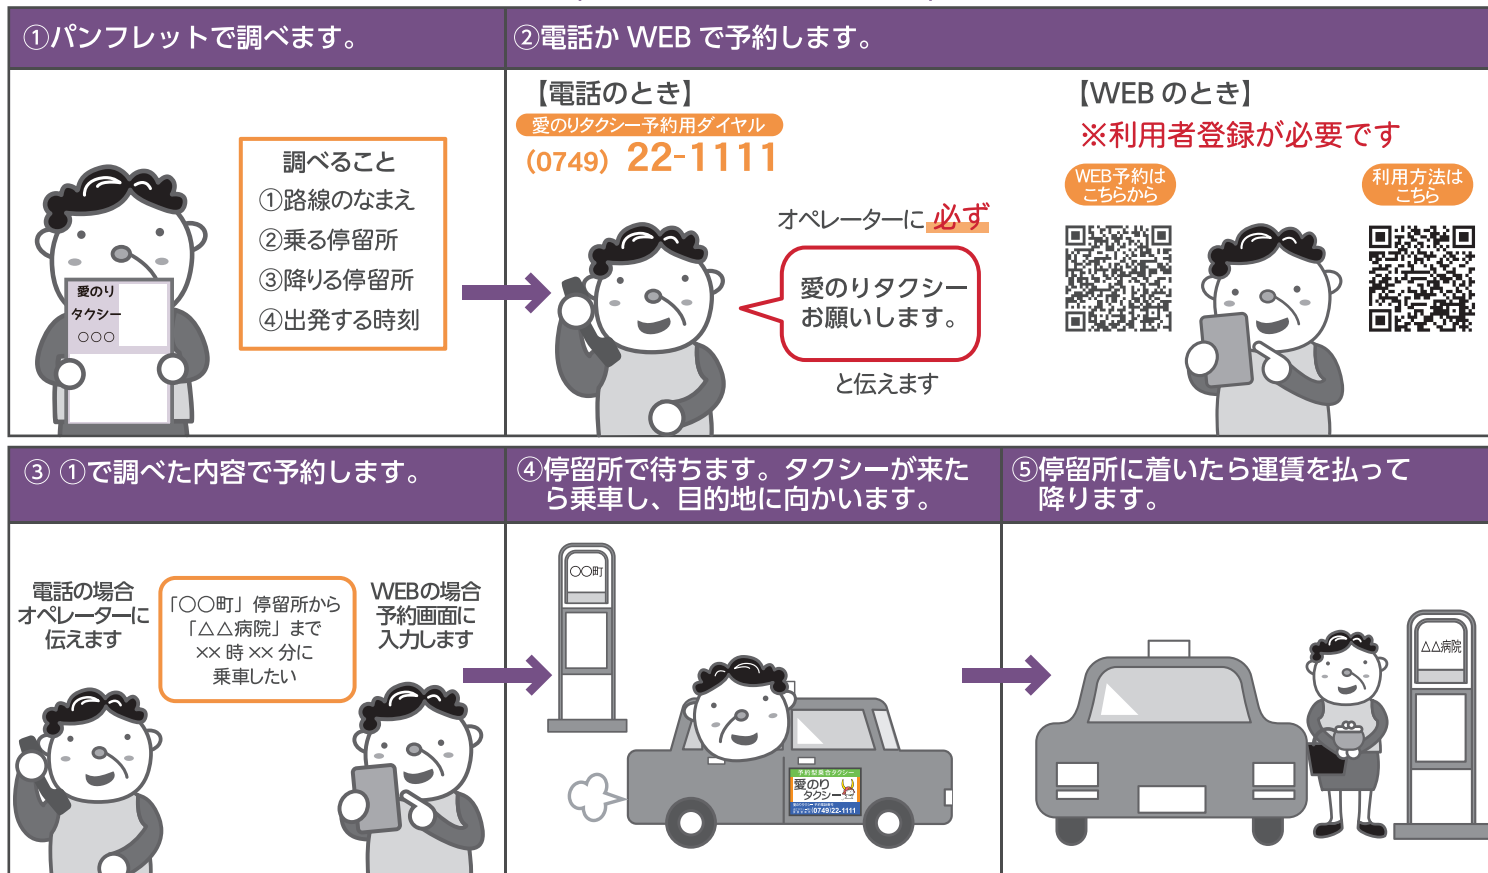 ①パンフレットで調べます。
調べること
①路線のなまえ
②乗る停留所
③降りる停留所
④出発する時刻
愛のり
タクシー
○○○
②電話か WEB で予約します。
【電話のとき】
愛のりタクシー予約用ダイヤル
(0749) 22-1111
オペレーターに 必ず
愛のりタクシー
お願いします。
と伝えます
【WEB のとき】
※利用者登録が必要です
WEB予約は
こちらから
利用方法は
こちら
③ ①で調べた内容で予約します。
電話の場合
オペレーターに
伝えます
「○○町」停留所から
「△△病院」まで
×× 時 ×× 分に
乗車したい
WEBの場合
予約画面に
入力します
④停留所で待ちます。タクシーが来た
ら乗車し、目的地に向かいます。
○○町
予約型乗合タクシー
愛のり
タクシー
(0749)22-1111
⑤停留所に着いたら運賃を払って
降ります。
△△病院